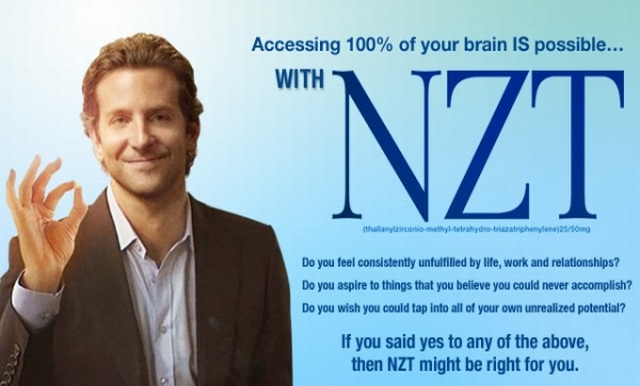 Accessing 100% of your brain IS possible...
WITH NZT
(thallanylzirconio-methyl-tetrahydro-triazatriphenylene)25/50mg
Do you feel consistently unfulfilled by life, work and relationships?
Do you aspire to things that you believe you could never accomplish?
Do you wish you could tap into all of your own unrealized potential?
If you said yes to any of the above,
then NZT might be right for you.